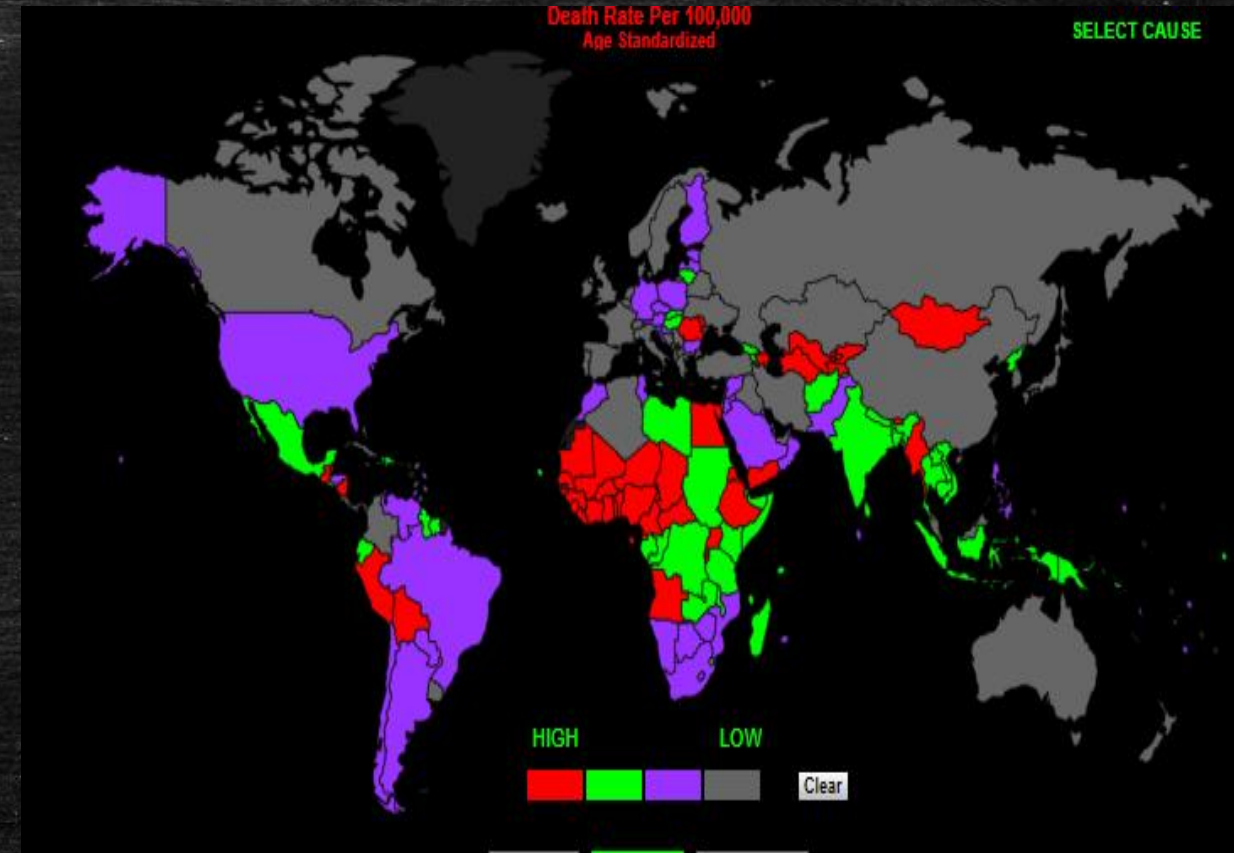 Death Rate Per 100,000
Age Standardized
SELECT CAUSE
HIGH
LOW
Clear